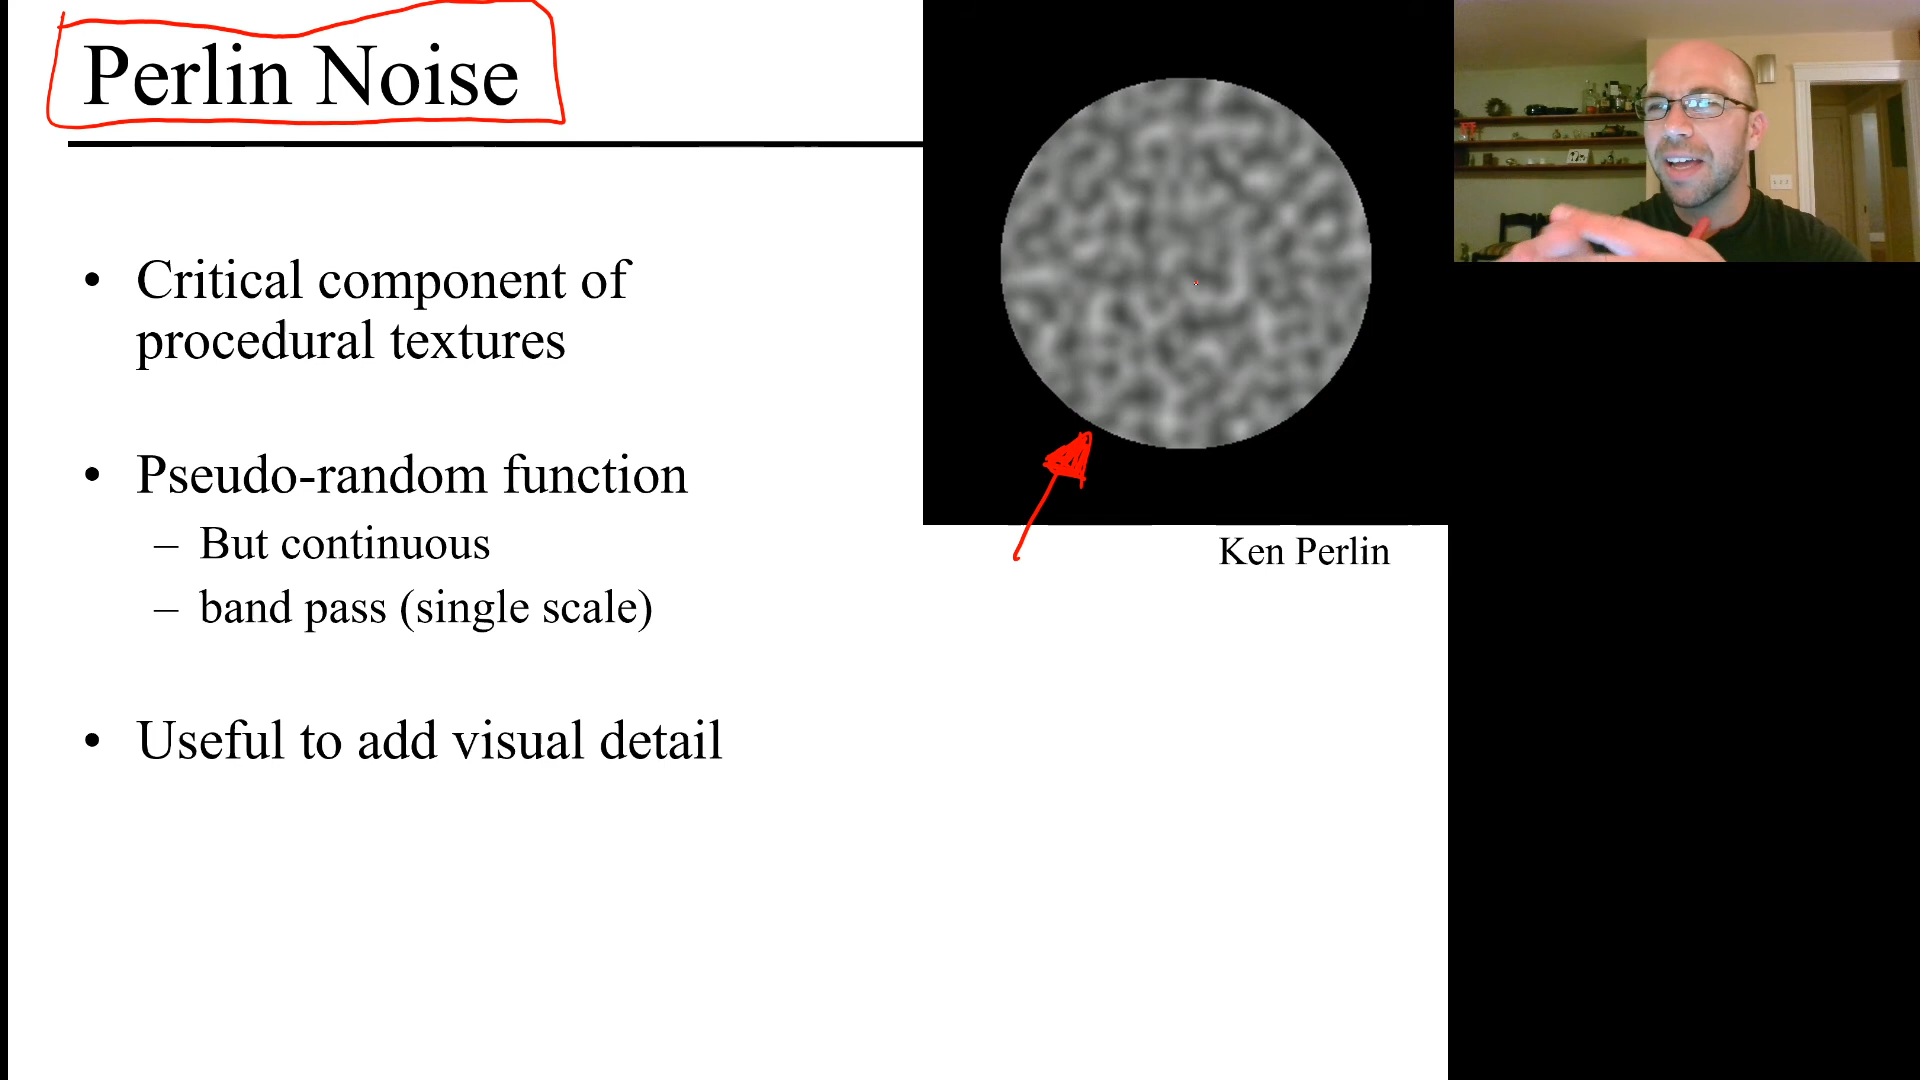 Perlin Noise
• Critical component of
procedural textures
• Pseudo-random function
– But continuous
– band pass (single scale)
• Useful to add visual detail
Ken Perlin